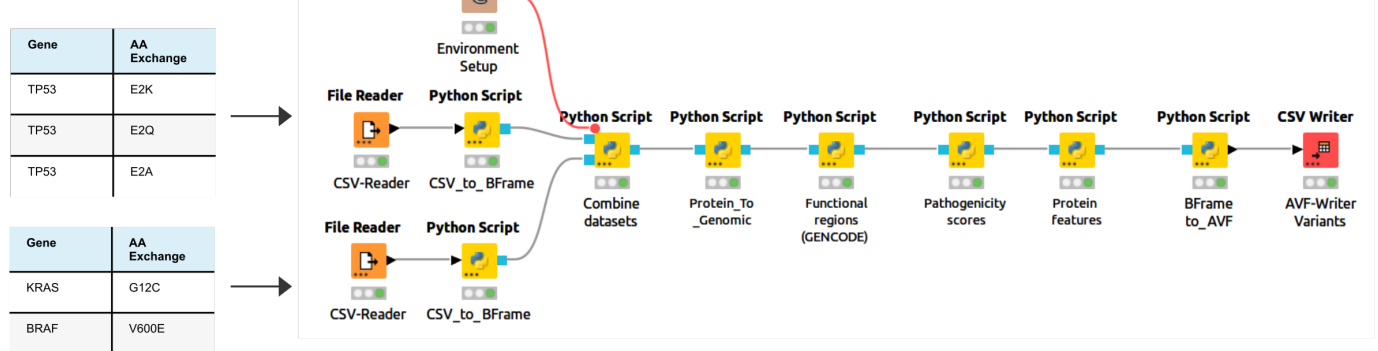 Gene AA
Exchange
TP53 E2K
TP53 E2Q
TP53 E2A
Gene AA
Exchange
KRAS G12C
BRAF V600E
Environment
Setup
File Reader
CSV-Reader
Python Script
CSV_to_BFrame
File Reader
CSV-Reader
Python Script
CSV_to_BFrame
Python Script
Combine
datasets
Python Script
Protein_To
_Genomic
Python Script
Functional
regions
(GENCODE)
Python Script
Pathogenicity
scores
Python Script
Protein
features
Python Script
BFrame
to_AVF
CSV Writer
AVF-Writer
Variants